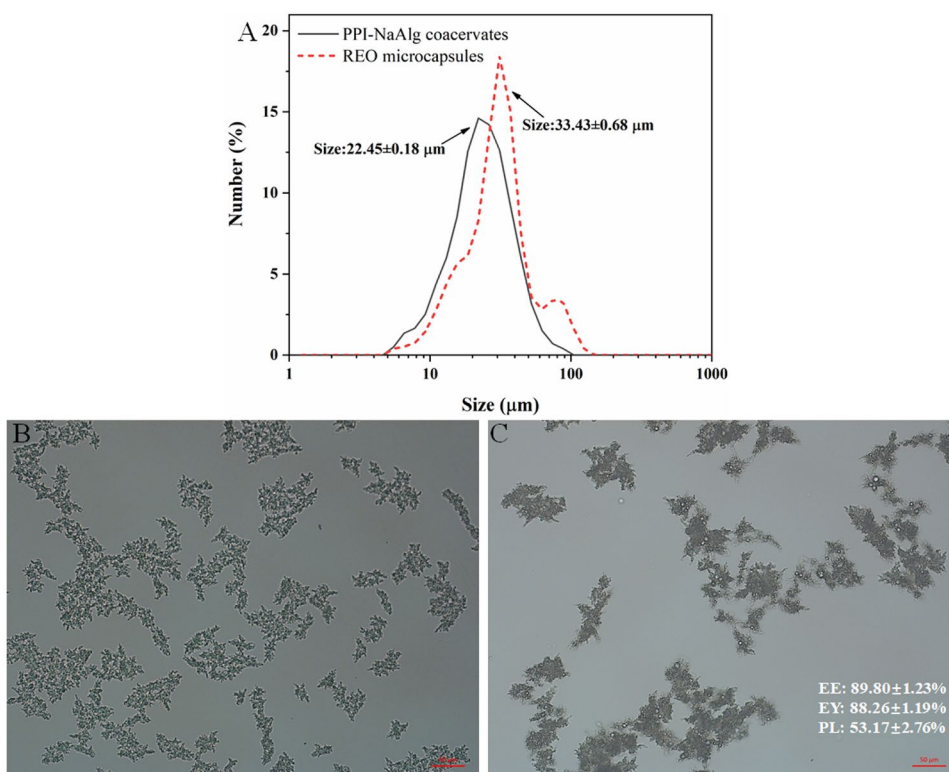 A
PPI-NaAlg coacervates
REO microcapsules
20
15
10
5
0
Number (%)
Size:22.45±0.18 μm
Size:33.43±0.68 μm
1
10
100
1000
Size (μm)
B
C
EE: 89.80±1.23%
EY: 88.26±1.19%
PL: 53.17±2.76%
50 μm